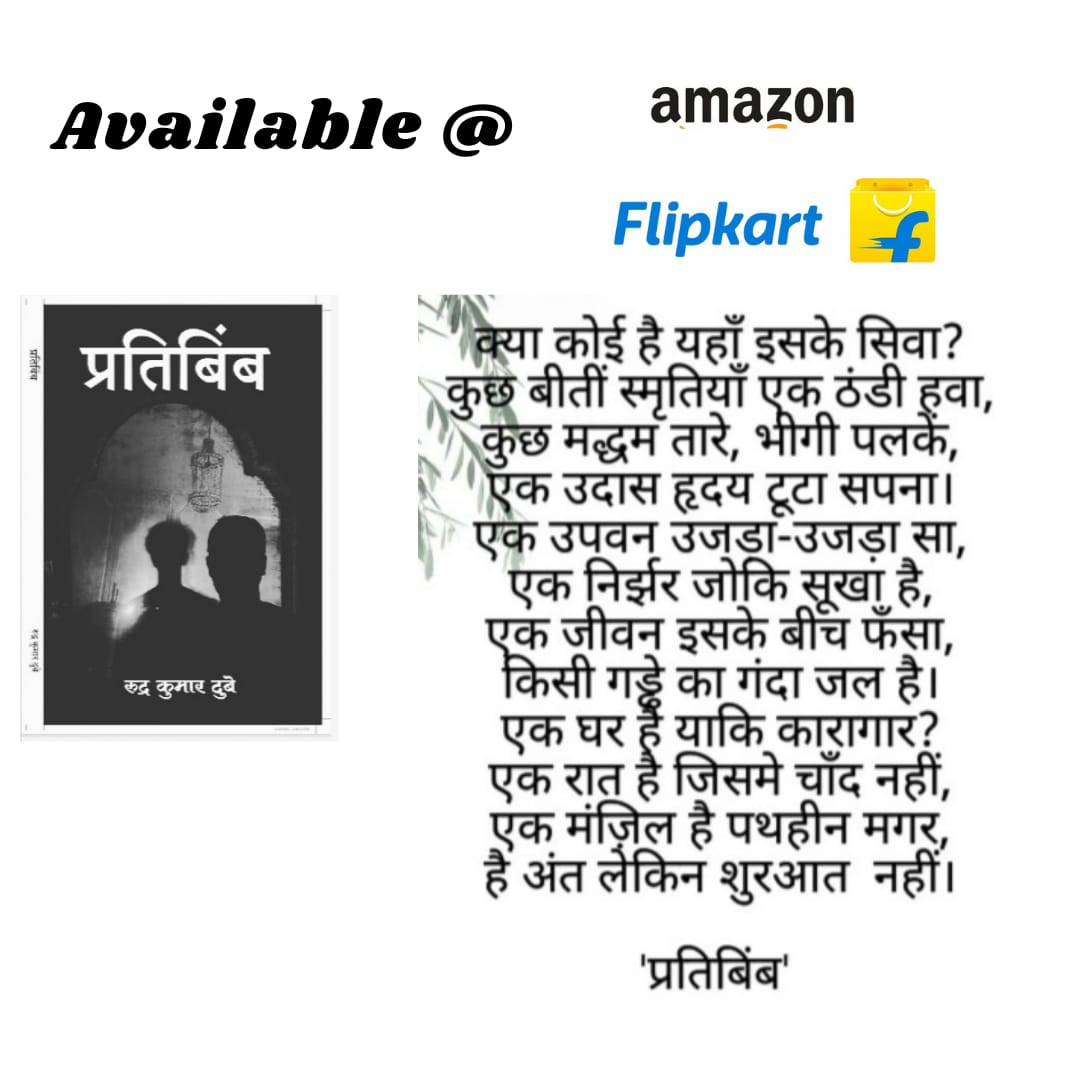 Available @
amazon
Flipkart
प्रतिबिंब
प्रतिबिंब
रुद्र कुमार दुबे
रुद्र कुमार दुबे
क्या कोई है यहाँ इसके सिवा?
कुछ बीतीं स्मृतियाँ एक ठंडी हवा,
कुछ मद्धम तारे, भीगी पलकें,
एक उदास हृदय टूटा सपना।
एक उपवन उजड़ा-उजड़ा सा,
एक निर्झर जोकि सूखा है,
एक जीवन इसके बीच फँसा,
किसी गड्ढे का गंदा जल है।
एक घर है याकि कारागार?
एक रात है जिसमे चाँद नहीं,
एक मंज़िल है पथहीन मगर,
है अंत लेकिन शुरआत नहीं।
'प्रतिबिंब'